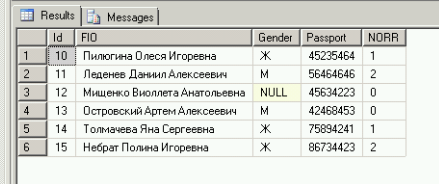 Results Messages
Id FIO Gender Passport NORR
1 10 Пилюгина Олеся Игоревна Ж 45235464 1
2 11 Леденев Даниил Алексеевич М 56464646 2
3 12 Мищенко Виоллета Анатольевна NULL 45634223 0
4 13 Островский Артем Алексеевич М 42468453 0
5 14 Толмачева Яна Сергеевна Ж 75894241 1
6 15 Небрат Полина Игоревна Ж 86734423 2